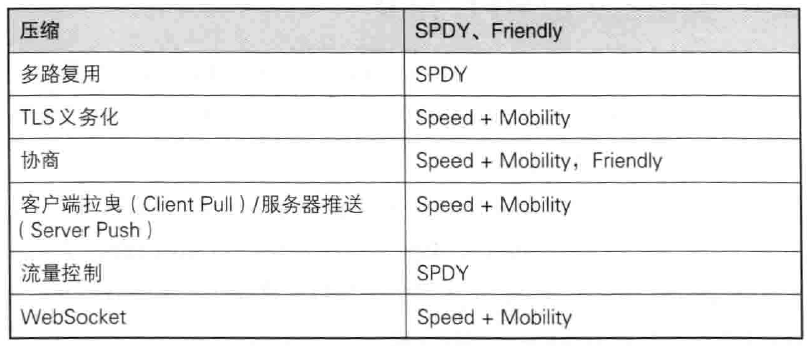 压缩 SPDY、Friendly
多路复用 SPDY
TLS义务化 Speed + Mobility
协商 Speed + Mobility，Friendly
客户端拉曳（Client Pull）/服务器推送 Speed + Mobility
（Server Push）
流量控制 SPDY
WebSocket Speed + Mobility